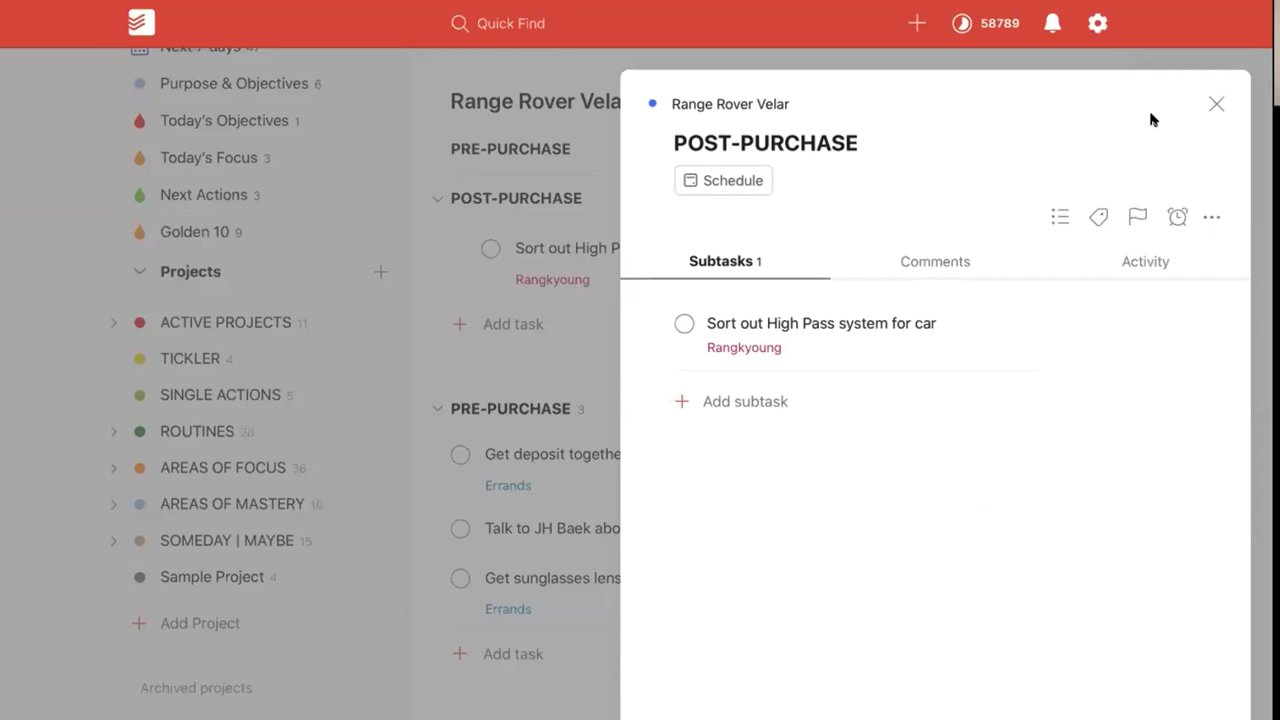 Quick Find
58789
Next 7 days 47
Purpose & Objectives 6
Today's Objectives 1
Today's Focus 3
Next Actions 3
Golden 10 9
Projects
ACTIVE PROJECTS 11
TICKLER 4
SINGLE ACTIONS 5
ROUTINES 28
AREAS OF FOCUS 36
AREAS OF MASTERY 16
SOMEDAY | MAYBE 15
Sample Project 4
Add Project
Archived projects
Range Rover Vela
PRE-PURCHASE
POST-PURCHASE
Sort out High P
Rangkyoung
Add task
PRE-PURCHASE 3
Get deposit togethe
Errands
Talk to JH Baek abo
Get sunglasses lens
Errands
Add task
Range Rover Velar
POST-PURCHASE
Schedule
Subtasks 1
Comments
Activity
Sort out High Pass system for car
Rangkyoung
Add subtask